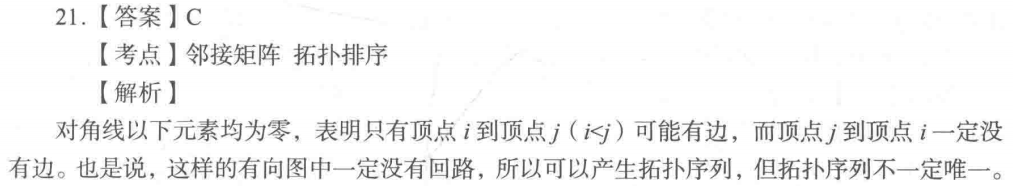 21.【答案】C
【考点】邻接矩阵 拓扑排序
【解析】
对角线以下元素均为零，表明只有顶点 i 到顶点 j（i<j）可能有边，而顶点 j 到顶点 i 一定没
有边。也是说，这样的有向图中一定没有回路，所以可以产生拓扑序列，但拓扑序列不一定唯一。